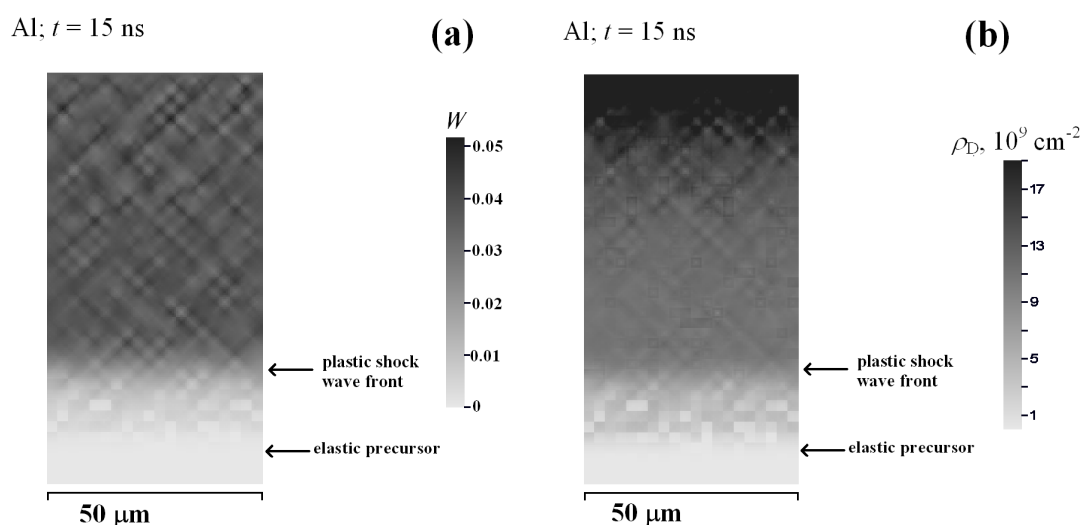 Al; t = 15 ns
(a)
W
0.05
0.04
0.03
0.02
0.01
0
plastic shock
wave front
elastic precursor
50 μm
Al; t = 15 ns
(b)
ρD, 10⁹ cm⁻²
17
13
9
5
1
plastic shock
wave front
elastic precursor
50 μm